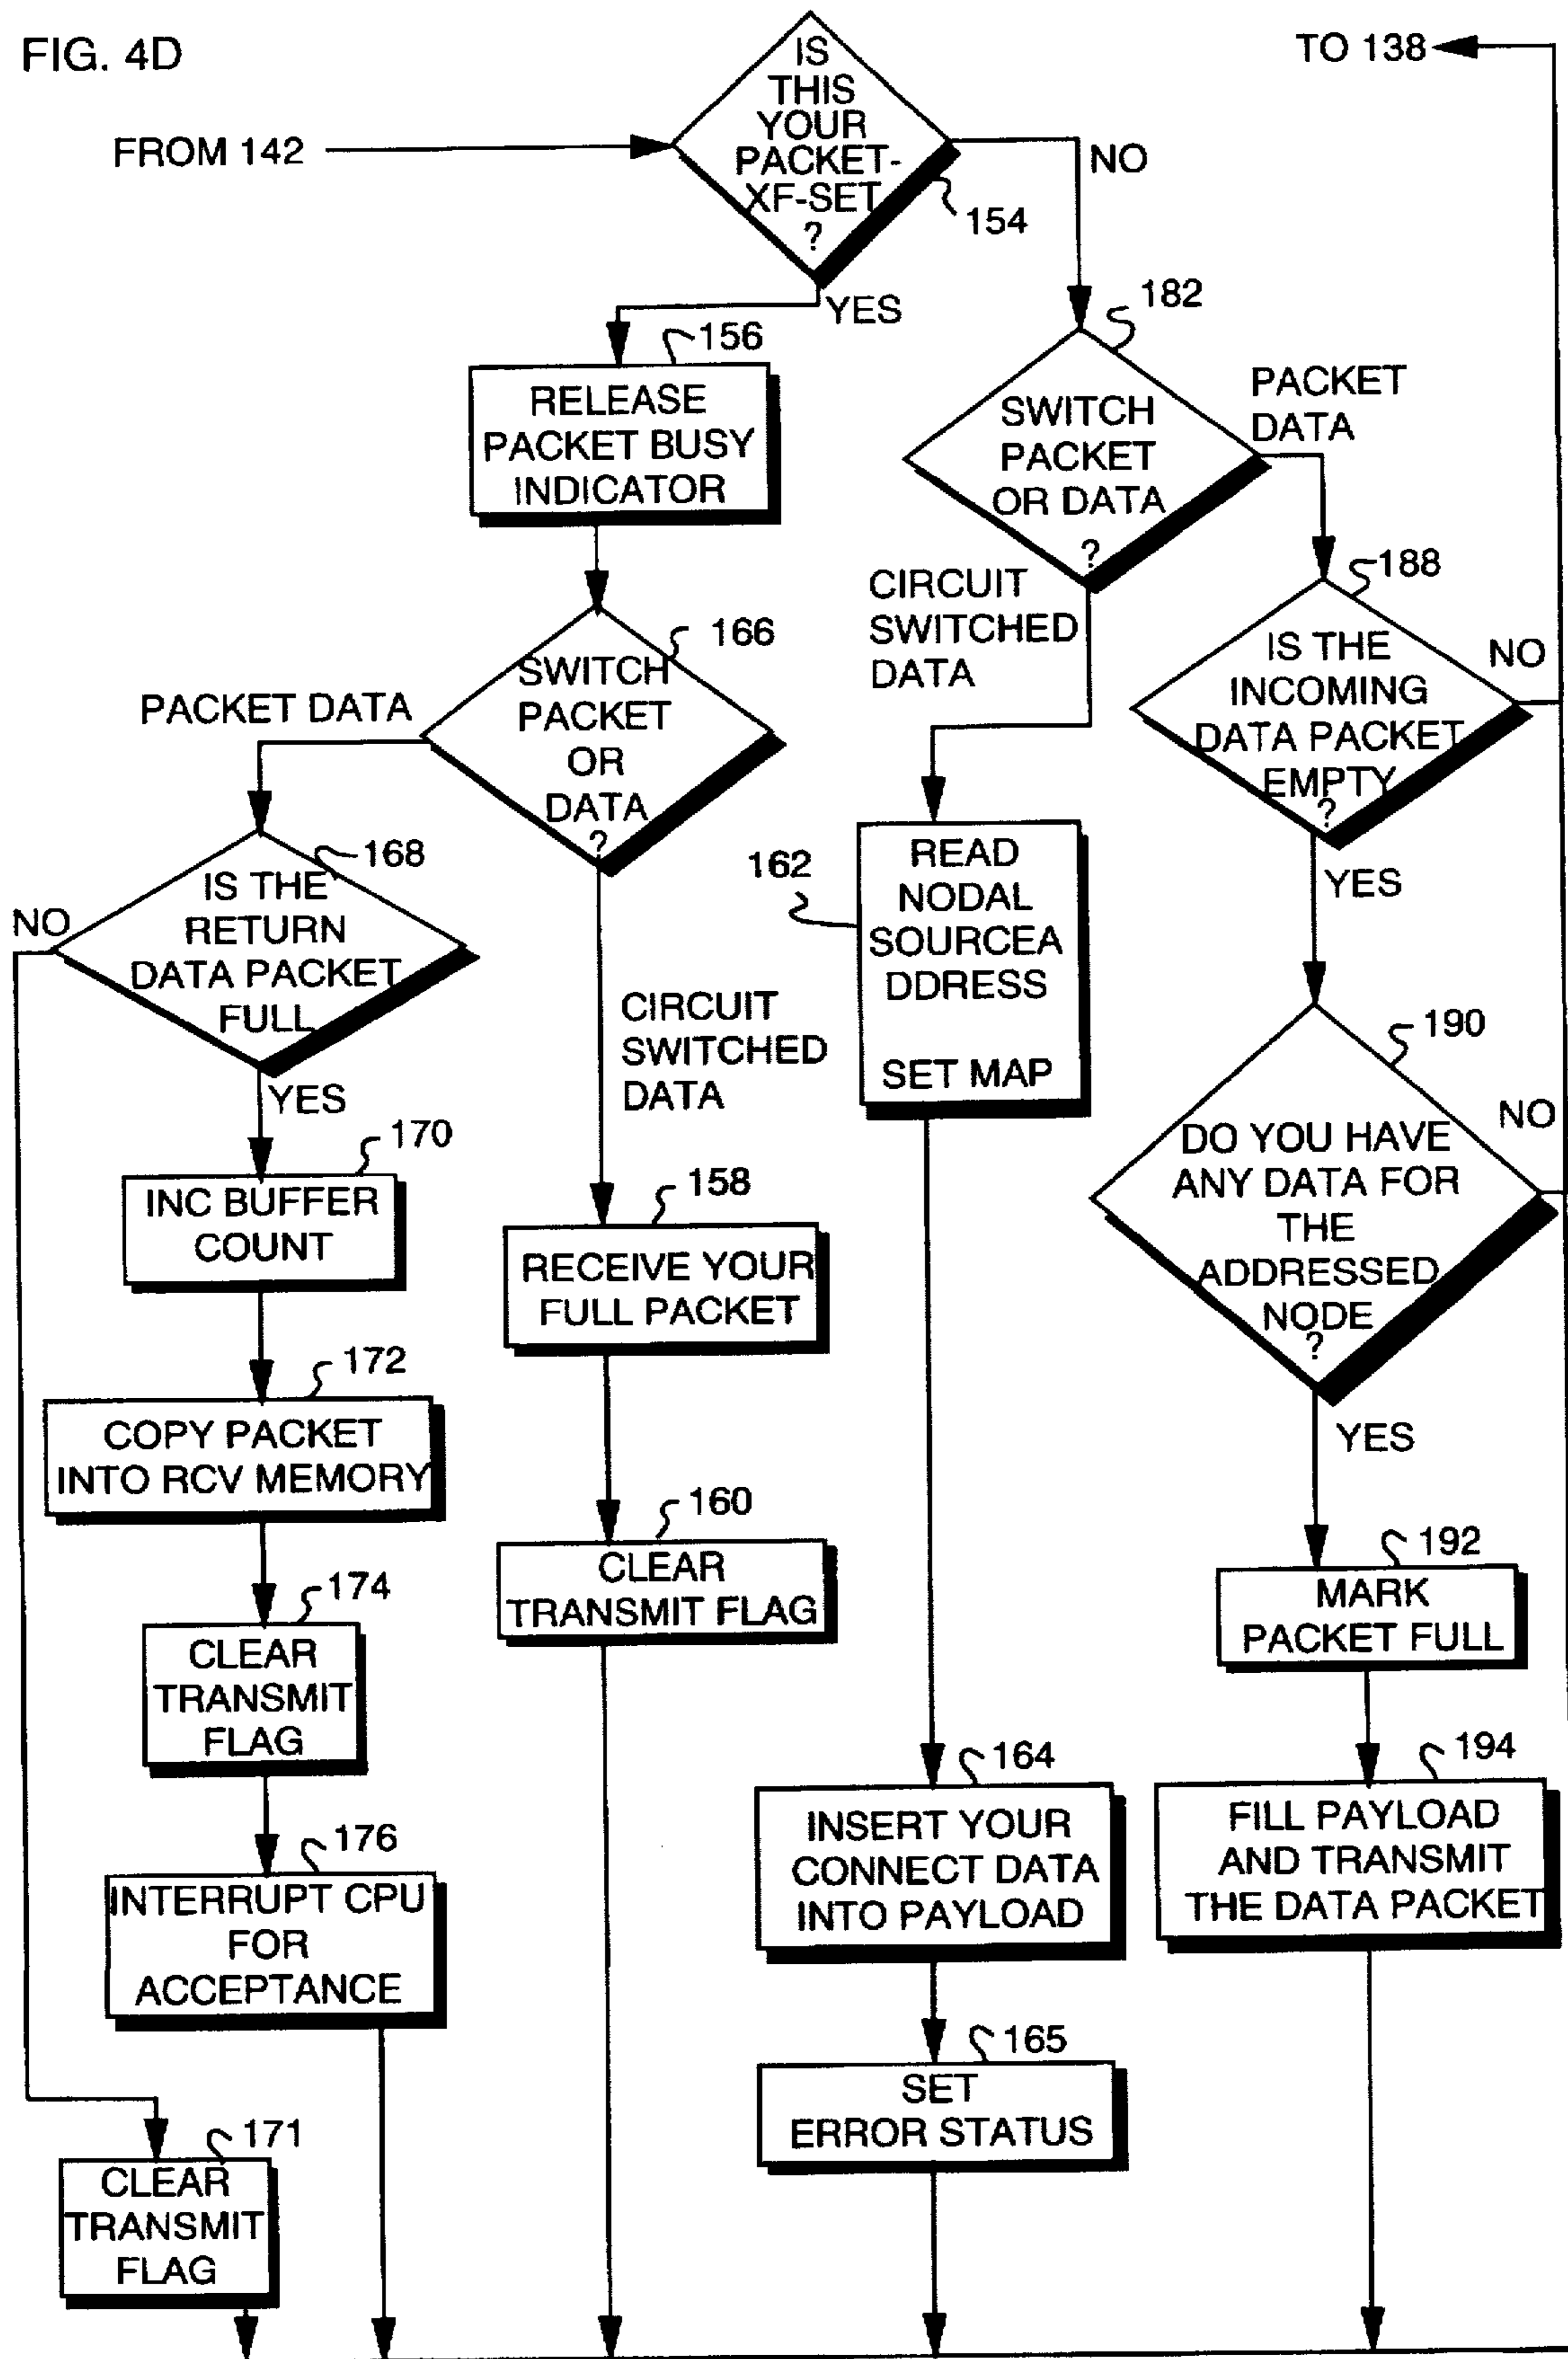 FIG. 4D
TO 138
FROM 142
IS
THIS
YOUR
PACKET-
XF-SET
?
154
NO
YES
156
RELEASE
PACKET BUSY
INDICATOR
182
SWITCH
PACKET
OR DATA
?
PACKET
DATA
CIRCUIT
SWITCHED
DATA
166
SWITCH
PACKET
OR
DATA
?
PACKET DATA
188
IS THE
INCOMING
DATA PACKET
EMPTY
?
NO
YES
168
IS THE
RETURN
DATA PACKET
FULL
NO
YES
CIRCUIT
SWITCHED
DATA
162
READ
NODAL
SOURCEA
DDRESS
SET MAP
190
DO YOU HAVE
ANY DATA FOR
THE
ADDRESSED
NODE
?
NO
YES
170
INC BUFFER
COUNT
158
RECEIVE YOUR
FULL PACKET
172
COPY PACKET
INTO RCV MEMORY
160
CLEAR
TRANSMIT FLAG
192
MARK
PACKET FULL
174
CLEAR
TRANSMIT
FLAG
164
INSERT YOUR
CONNECT DATA
INTO PAYLOAD
194
FILL PAYLOAD
AND TRANSMIT
THE DATA PACKET
176
INTERRUPT CPU
FOR
ACCEPTANCE
165
SET
ERROR STATUS
171
CLEAR
TRANSMIT
FLAG